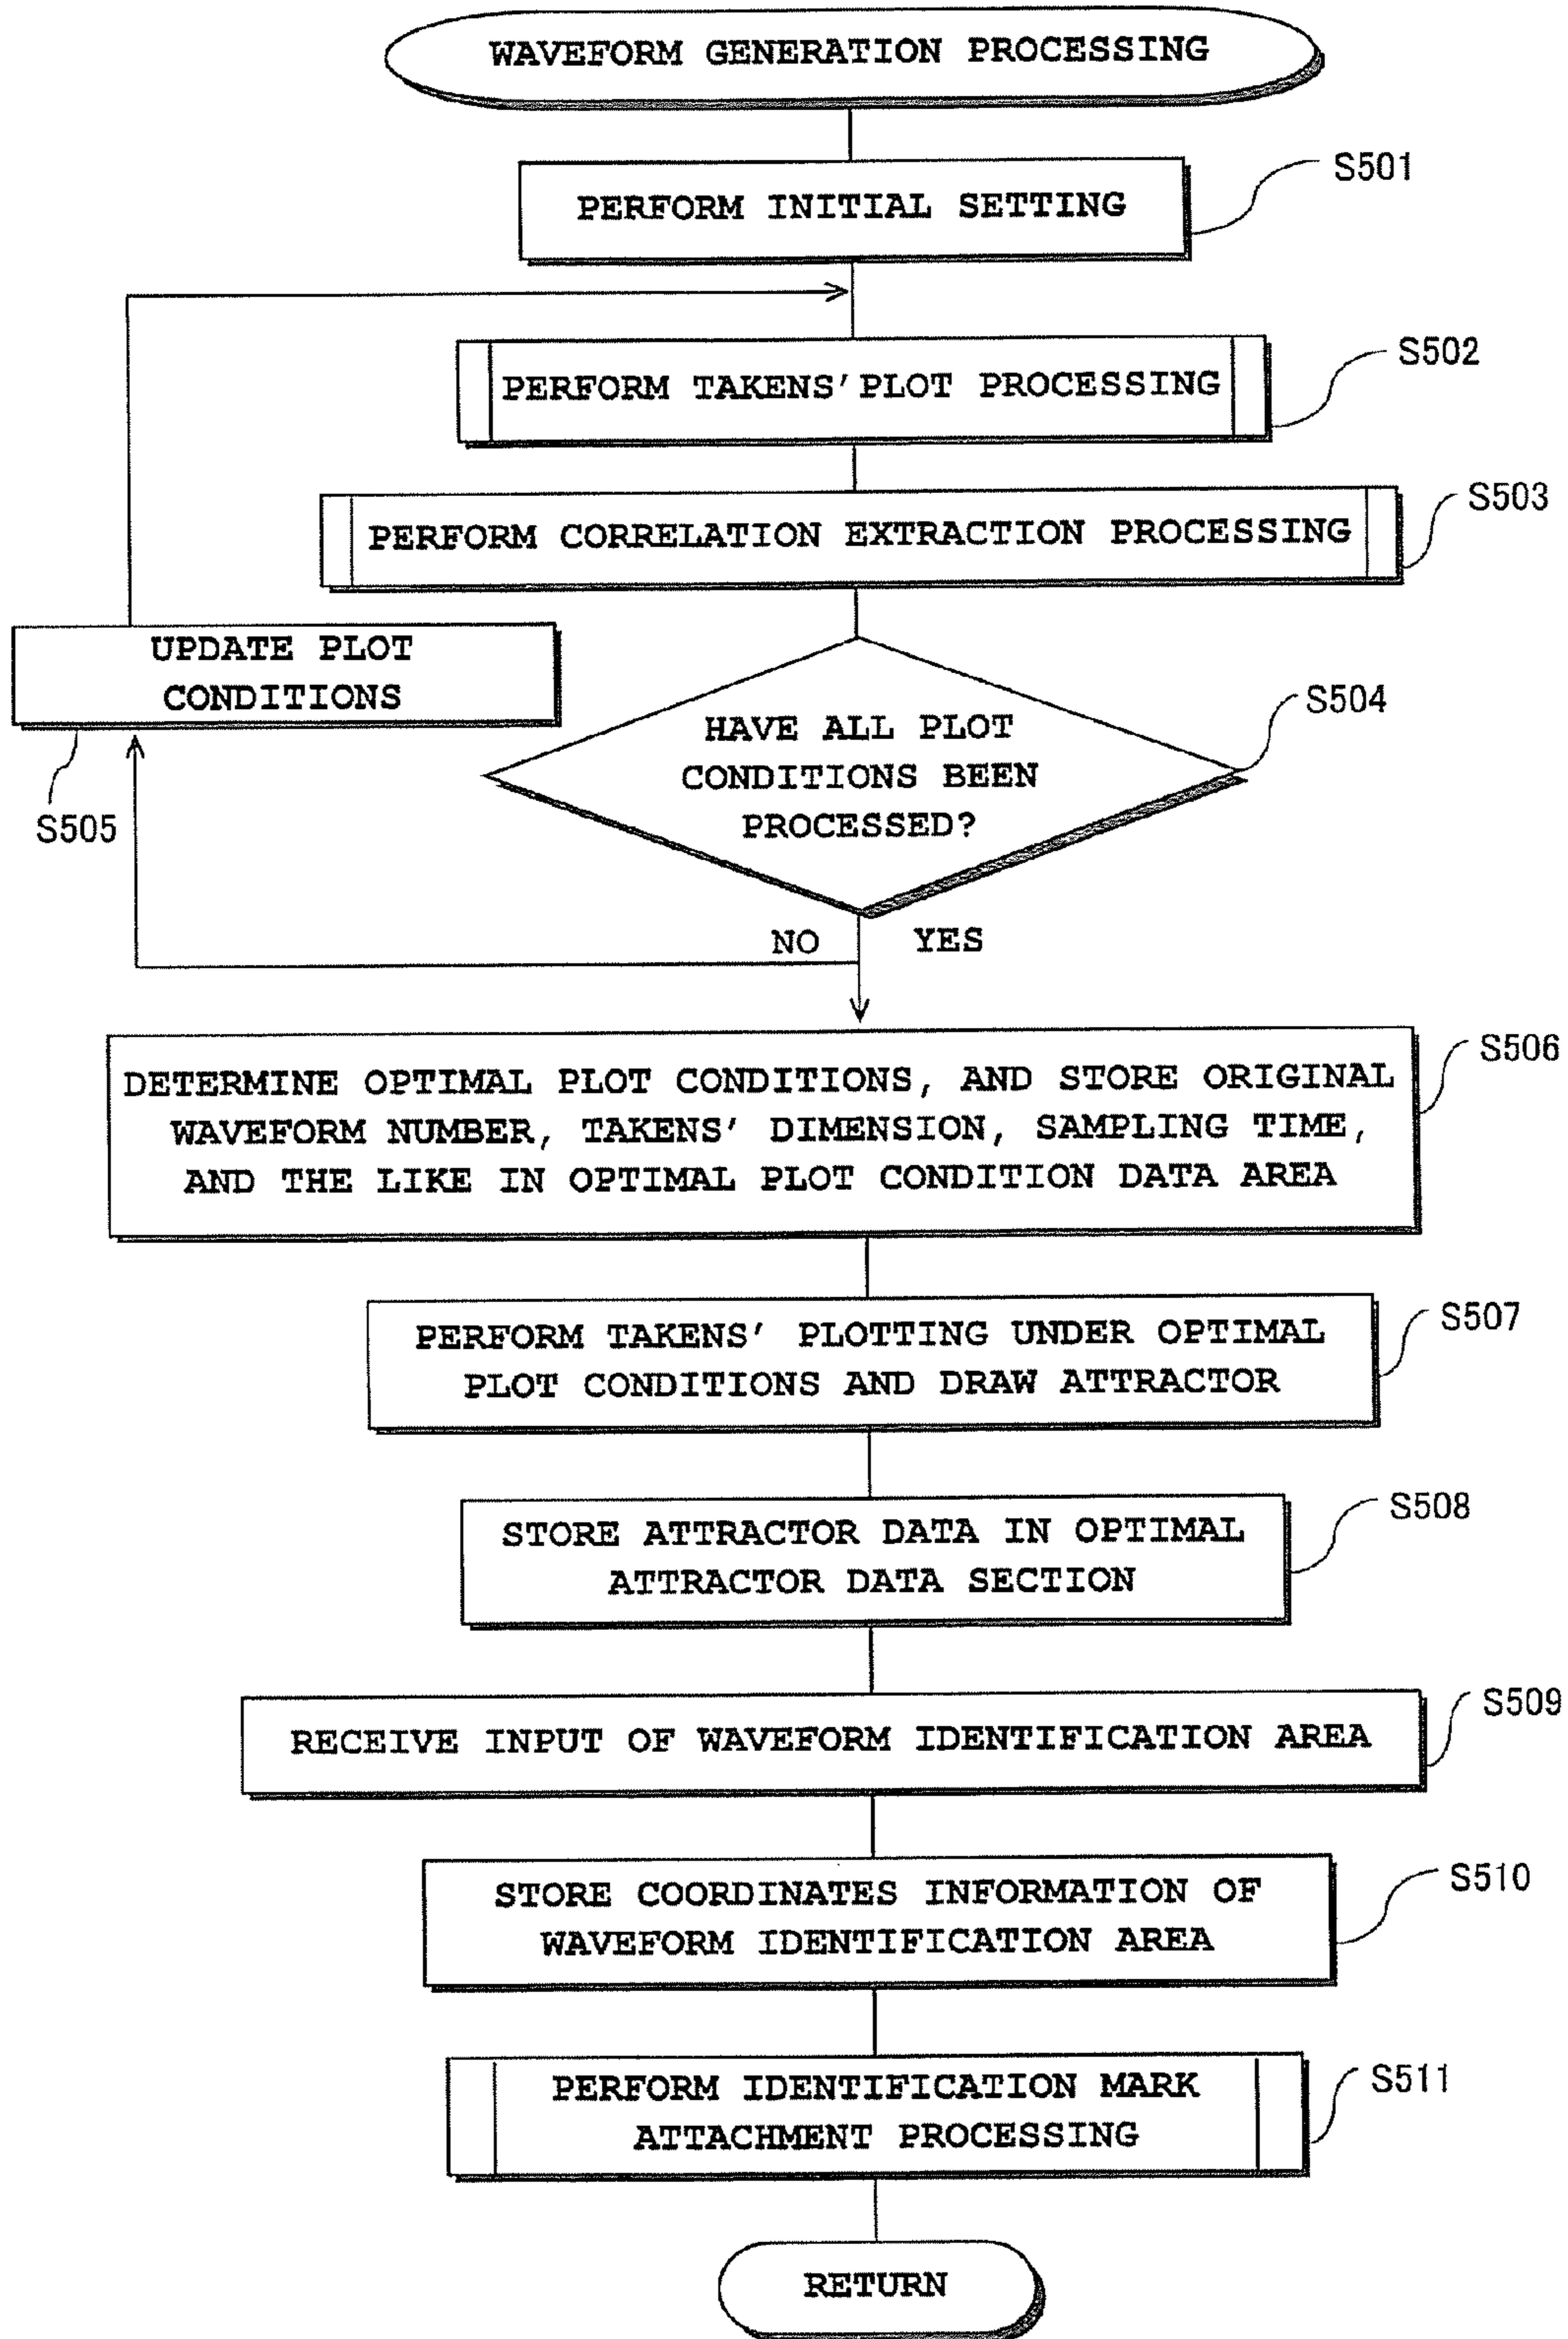 WAVEFORM GENERATION PROCESSING
S501
PERFORM INITIAL SETTING
S502
PERFORM TAKENS' PLOT PROCESSING
S503
PERFORM CORRELATION EXTRACTION PROCESSING
UPDATE PLOT
CONDITIONS
S505
S504
HAVE ALL PLOT
CONDITIONS BEEN
PROCESSED?
NO YES
S506
DETERMINE OPTIMAL PLOT CONDITIONS, AND STORE ORIGINAL
WAVEFORM NUMBER, TAKENS' DIMENSION, SAMPLING TIME,
AND THE LIKE IN OPTIMAL PLOT CONDITION DATA AREA
S507
PERFORM TAKENS' PLOTTING UNDER OPTIMAL
PLOT CONDITIONS AND DRAW ATTRACTOR
S508
STORE ATTRACTOR DATA IN OPTIMAL
ATTRACTOR DATA SECTION
S509
RECEIVE INPUT OF WAVEFORM IDENTIFICATION AREA
S510
STORE COORDINATES INFORMATION OF
WAVEFORM IDENTIFICATION AREA
S511
PERFORM IDENTIFICATION MARK
ATTACHMENT PROCESSING
RETURN